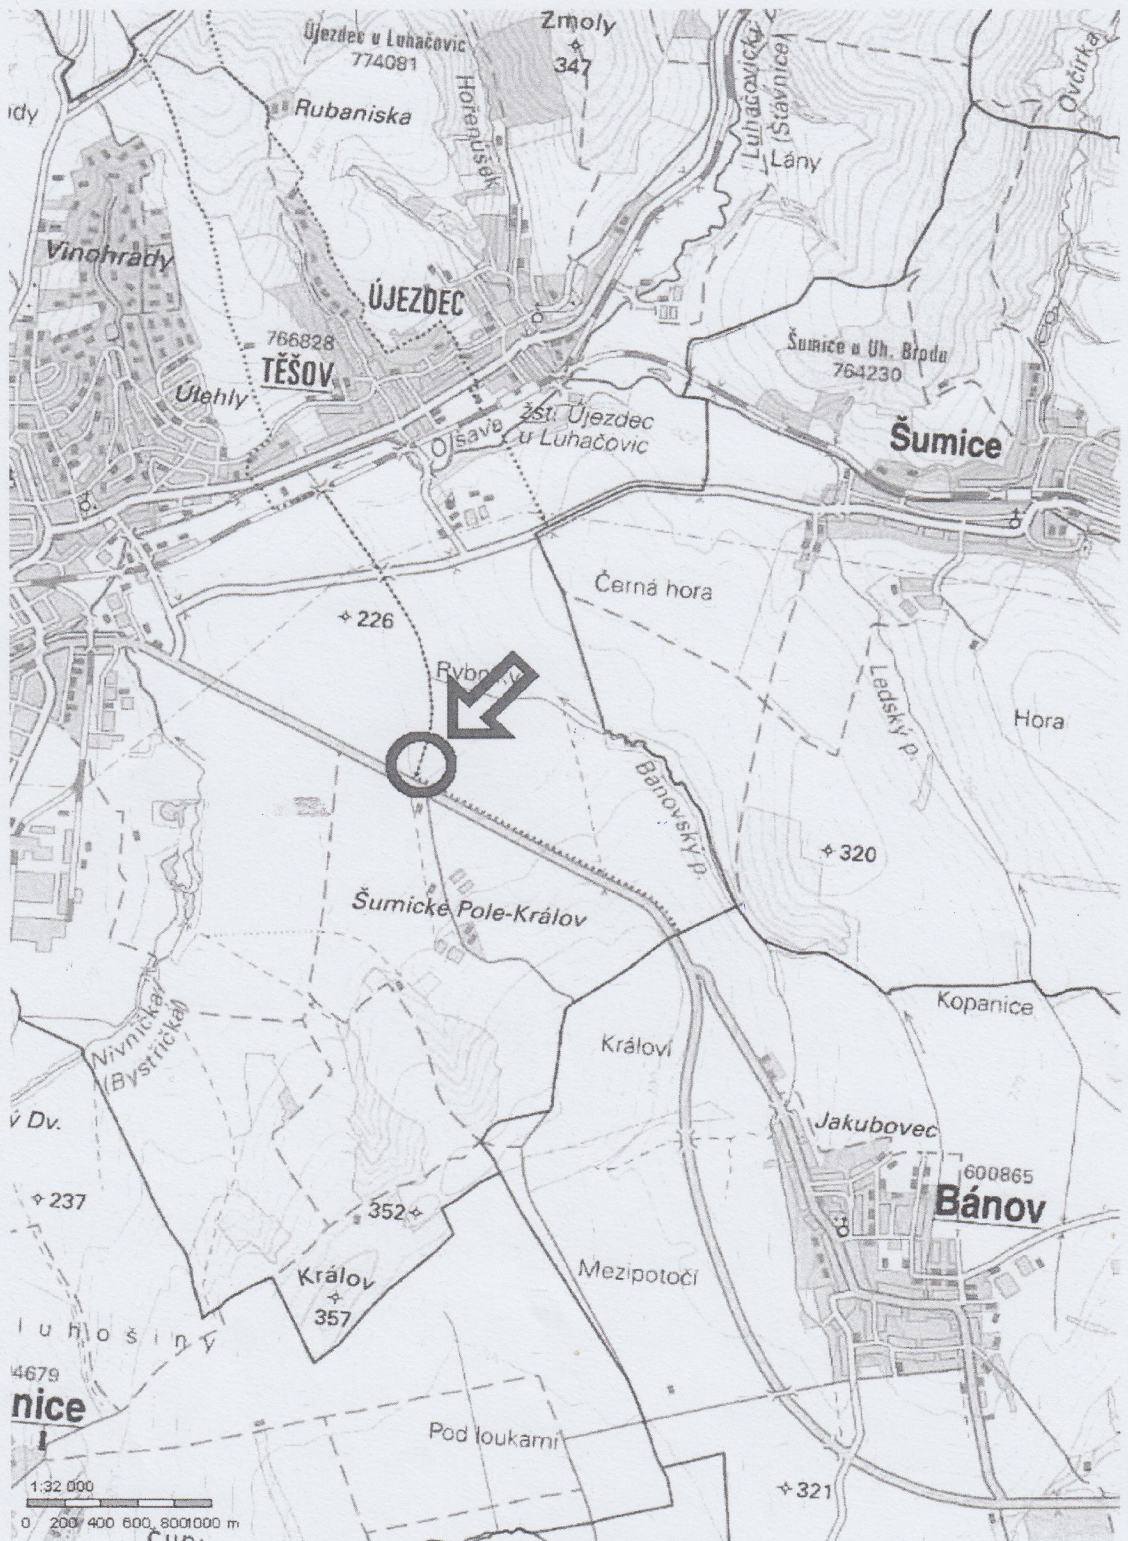 Zmoly
347
Újezdec u Luhačovic
774081
Luhačovický
(Šťávnice)
Ovčírka
Hořenušek
Rubaniska
Lány
Vinohrady
ÚJEZDEC
766828
TĚŠOV
Šumice u Uh. Brodu
764230
Úlehly
Olšava
žst. Újezdec
u Luhačovic
Šumice
Černá hora
226
Ledský p.
Hora
Bánovský p.
320
Šumické Pole-Králov
Kopanice
Nivnička
(Bystřička)
Královi
ý Dv.
Jakubovec
600865
Bánov
237
352
Mezipotočí
Králov
357
l u h o š i n y
4679
nice
Pod loukami
1:32 000
321
0 200 400 600 800 1000 m